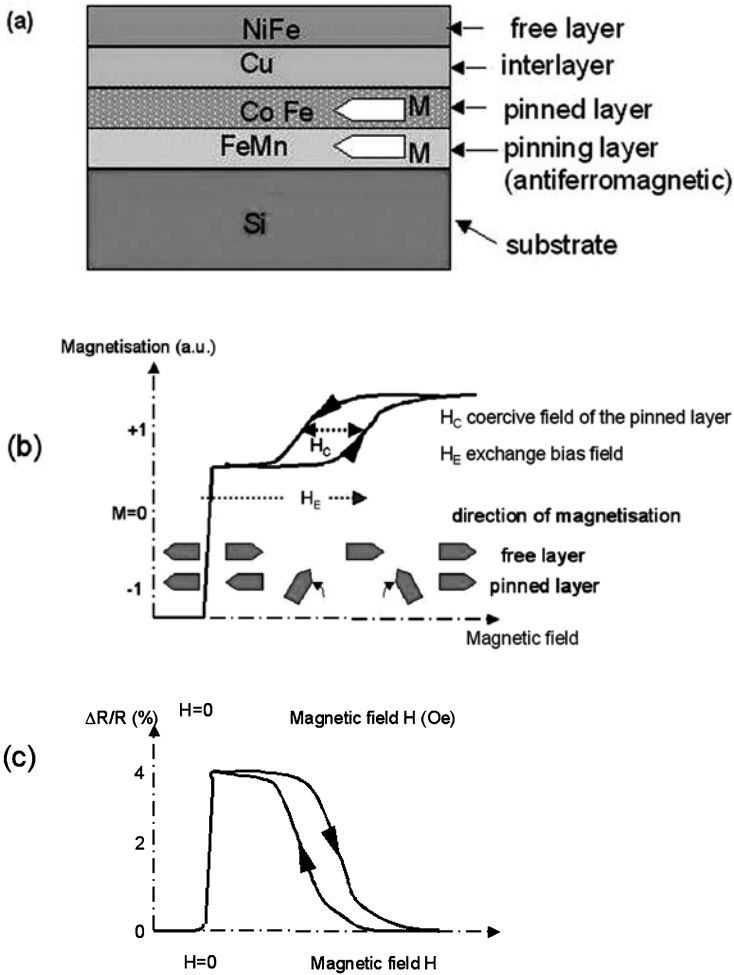 (a)
NiFe
free layer
Cu
interlayer
Co Fe
M
pinned layer
FeMn
M
pinning layer
(antiferromagnetic)
Si
substrate
(b)
Magnetisation (a.u.)
+1
M=0
-1
HC
HE
HC coercive field of the pinned layer
HE exchange bias field
direction of magnetisation
free layer
pinned layer
Magnetic field
(c)
ΔR/R (%)
H=0
Magnetic field H (Oe)
4
2
0
H=0
Magnetic field H